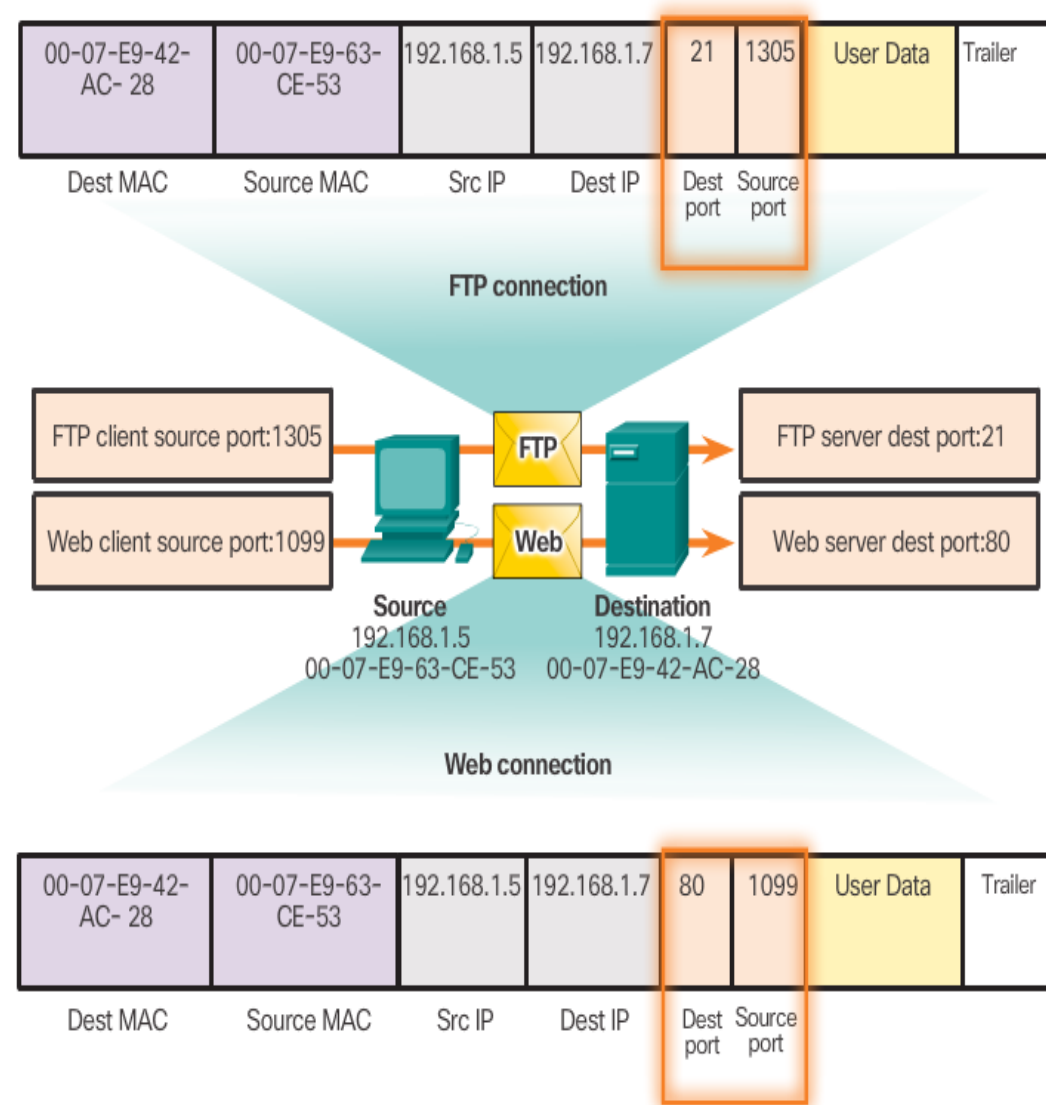 00-07-E9-42-
AC- 28
00-07-E9-63-
CE-53
192.168.1.5
192.168.1.7
21
1305
User Data
Trailer
Dest MAC
Source MAC
Src IP
Dest IP
Dest
port
Source
port
FTP connection
FTP client source port:1305
FTP
FTP server dest port:21
Web client source port:1099
Web
Web server dest port:80
Source
192.168.1.5
00-07-E9-63-CE-53
Destination
192.168.1.7
00-07-E9-42-AC-28
Web connection
00-07-E9-42-
AC- 28
00-07-E9-63-
CE-53
192.168.1.5
192.168.1.7
80
1099
User Data
Trailer
Dest MAC
Source MAC
Src IP
Dest IP
Dest
port
Source
port